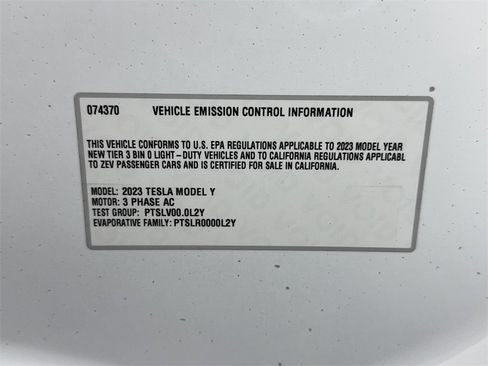 074370 VEHICLE EMISSION CONTROL INFORMATION
THIS VEHICLE CONFORMS TO U.S. EPA REGULATIONS APPLICABLE TO 2023 MODEL YEAR
NEW TIER 3 BIN 0 LIGHT-DUTY VEHICLES AND TO CALIFORNIA REGULATIONS APPLICABL
TO ZEV PASSENGER CARS AND IS CERTIFIED FOR SALE IN CALIFORNIA.
MODEL: 2023 TESLA MODEL Y
MOTOR: 3 PHASE AC
TEST GROUP: PTSLV00.0L2Y
EVAPORATIVE FAMILY: PTSLR0000L2Y